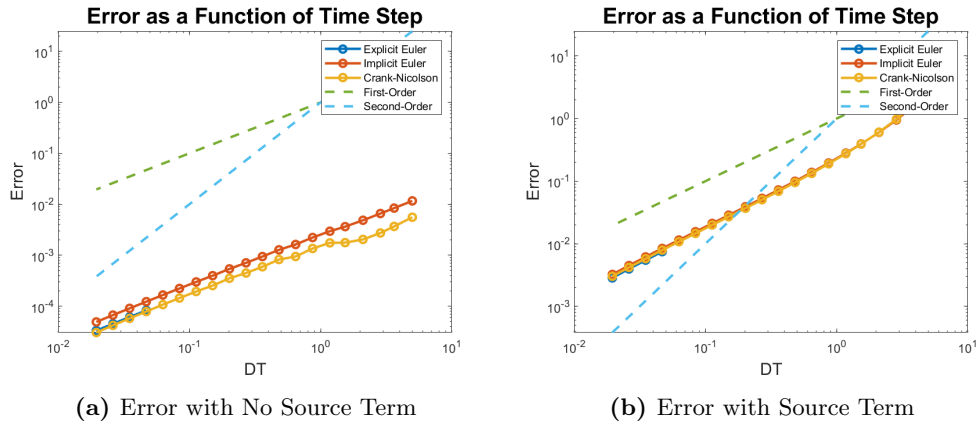 Error as a Function of Time Step
Explicit Euler
Implicit Euler
Crank-Nicolson
First-Order
Second-Order
10^1
10^0
10^-1
10^-2
10^-3
10^-4
Error
10^-2
10^-1
10^0
10^1
DT
(a) Error with No Source Term
Error as a Function of Time Step
Explicit Euler
Implicit Euler
Crank-Nicolson
First-Order
Second-Order
10^1
10^0
10^-1
10^-2
10^-3
Error
10^-2
10^-1
10^0
10^1
DT
(b) Error with Source Term